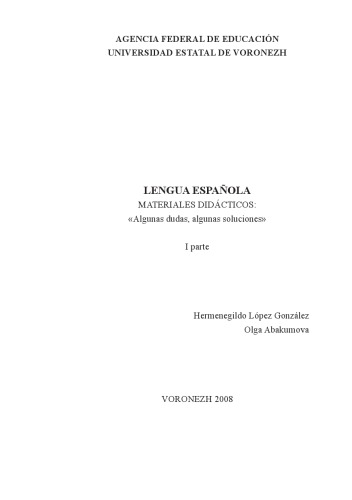 AGENCIA FEDERAL DE EDUCACIÓN
UNIVERSIDAD ESTATAL DE VORONEZH
LENGUA ESPAÑOLA
MATERIALES DIDÁCTICOS:
«Algunas dudas, algunas soluciones»
I parte
Hermenegildo López González
Olga Abakumova
VORONEZH 2008